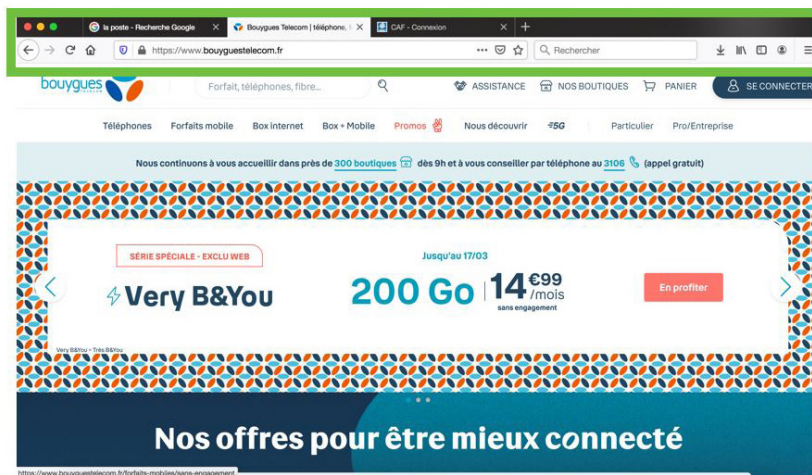 la poste - Recherche Google
Bouygues Telecom | téléphone,
CAF - Connexion
https://www.bouyguestelecom.fr
Rechercher
bouygues
TELECOM
Forfait, téléphones, fibre...
ASSISTANCE
NOS BOUTIQUES
PANIER
SE CONNECTER
Téléphones Forfaits mobile Box internet Box + Mobile Promos Nous découvrir 5G Particulier Pro/Entreprise
Nous continuons à vous accueillir dans près de 300 boutiques dès 9h et à vous conseiller par téléphone au 3106 (appel gratuit)
SÉRIE SPÉCIALE - EXCLU WEB
Very B&You
Jusqu'au 17/03
200 Go 14€99 /mois
sans engagement
En profiter
Very B&You = Très B&You
Nos offres pour être mieux connecté
https://www.bouyguestelecom.fr/forfaits-mobiles/sans-engagement